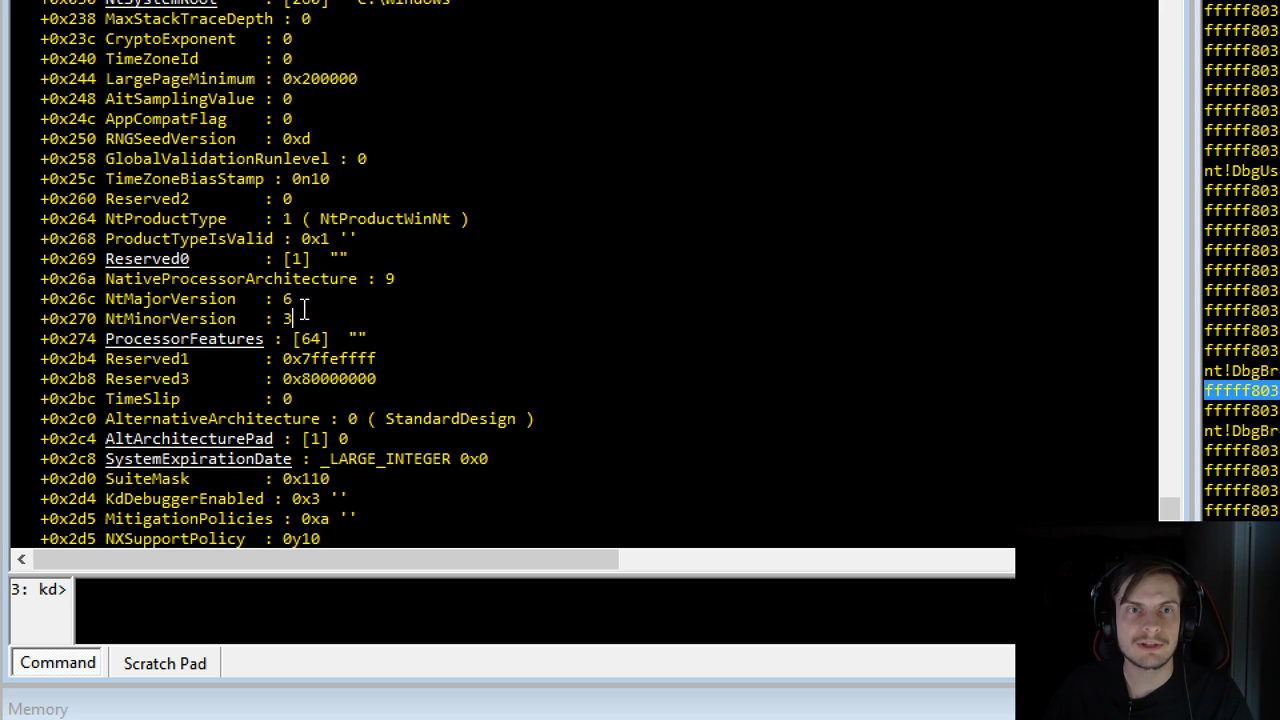 +0x238 MaxStackTraceDepth : 0
+0x23c CryptoExponent : 0
+0x240 TimeZoneId : 0
+0x244 LargePageMinimum : 0x200000
+0x248 AitSamplingValue : 0
+0x24c AppCompatFlag : 0
+0x250 RNGSeedVersion : 0xd
+0x258 GlobalValidationRunlevel : 0
+0x25c TimeZoneBiasStamp : 0n10
+0x260 Reserved2 : 0
+0x264 NtProductType : 1 ( NtProductWinNt )
+0x268 ProductTypeIsValid : 0x1 ''
+0x269 Reserved0 : [1] ""
+0x26a NativeProcessorArchitecture : 9
+0x26c NtMajorVersion : 6
+0x270 NtMinorVersion : 3
+0x274 ProcessorFeatures : [64] ""
+0x2b4 Reserved1 : 0x7ffeffff
+0x2b8 Reserved3 : 0x80000000
+0x2bc TimeSlip : 0
+0x2c0 AlternativeArchitecture : 0 ( StandardDesign )
+0x2c4 AltArchitecturePad : [1] 0
+0x2c8 SystemExpirationDate : _LARGE_INTEGER 0x0
+0x2d0 SuiteMask : 0x110
+0x2d4 KdDebuggerEnabled : 0x3 ''
+0x2d5 MitigationPolicies : 0xa ''
+0x2d5 NXSupportPolicy : 0y10
3: kd>
Command
Scratch Pad
Memory
fffff803
fffff803
fffff803
fffff803
fffff803
fffff803
fffff803
fffff803
nt!DbgUs
fffff803
fffff803
fffff803
fffff803
fffff803
fffff803
fffff803
fffff803
fffff803
nt!DbgBr
fffff803
fffff803
nt!DbgBr
fffff803
fffff803
fffff803
fffff803